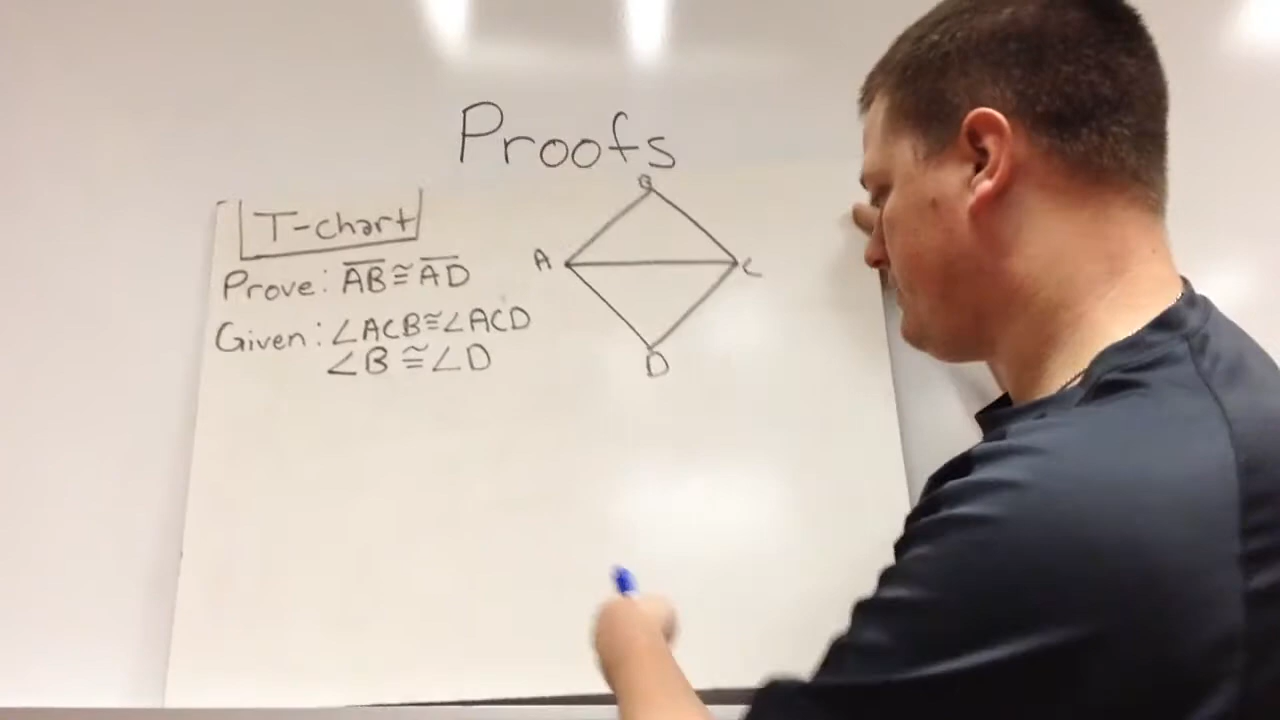 Proofs
T-chart
Prove: AB≅AD
Given: ∠ACB≅∠ACD
∠B≅∠D
B
A
C
D